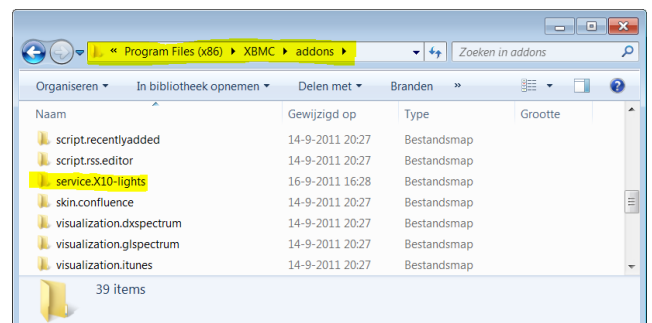 « Program Files (x86) ▸ XBMC ▸ addons ▸ Zoeken in addons
Organiseren ▾ In bibliotheek opnemen ▾ Delen met ▾ Branden »
Naam Gewijzigd op Type Grootte
script.recentlyadded 14-9-2011 20:27 Bestandsmap
script.rss.editor 14-9-2011 20:27 Bestandsmap
service.X10-lights 16-9-2011 16:28 Bestandsmap
skin.confluence 14-9-2011 20:27 Bestandsmap
visualization.dxspectrum 14-9-2011 20:27 Bestandsmap
visualization.glspectrum 14-9-2011 20:27 Bestandsmap
visualization.itunes 14-9-2011 20:27 Bestandsmap
39 items